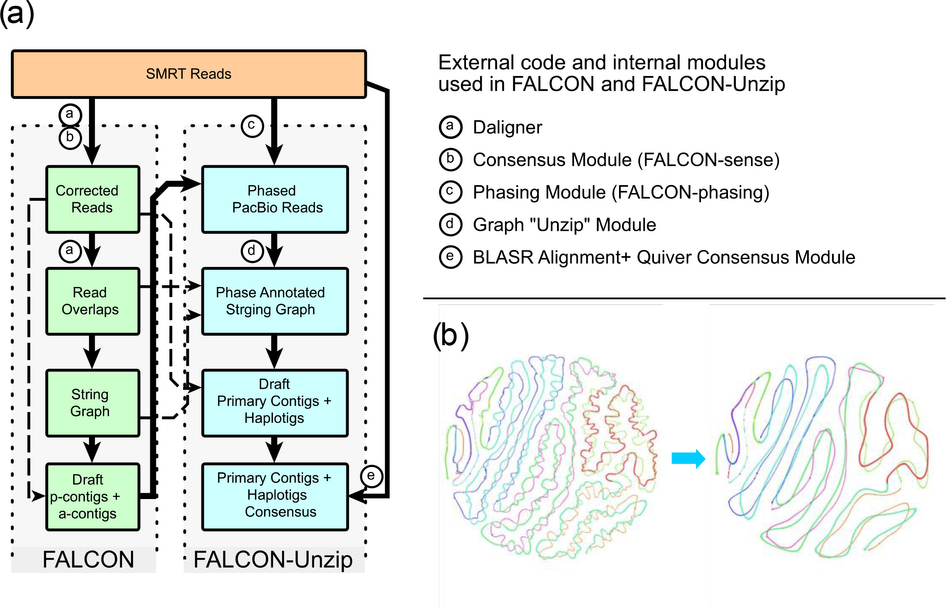 (a)
SMRT Reads
a
b
c
Corrected
Reads
Phased
PacBio Reads
a
d
Read
Overlaps
Phase Annotated
Strging Graph
String
Graph
Draft
Primary Contigs +
Haplotigs
Draft
p-contigs +
a-contigs
Primary Contigs +
Haplotigs
Consensus
e
FALCON
FALCON-Unzip
External code and internal modules
used in FALCON and FALCON-Unzip
a Daligner
b Consensus Module (FALCON-sense)
c Phasing Module (FALCON-phasing)
d Graph "Unzip" Module
e BLASR Alignment+ Quiver Consensus Module
(b)